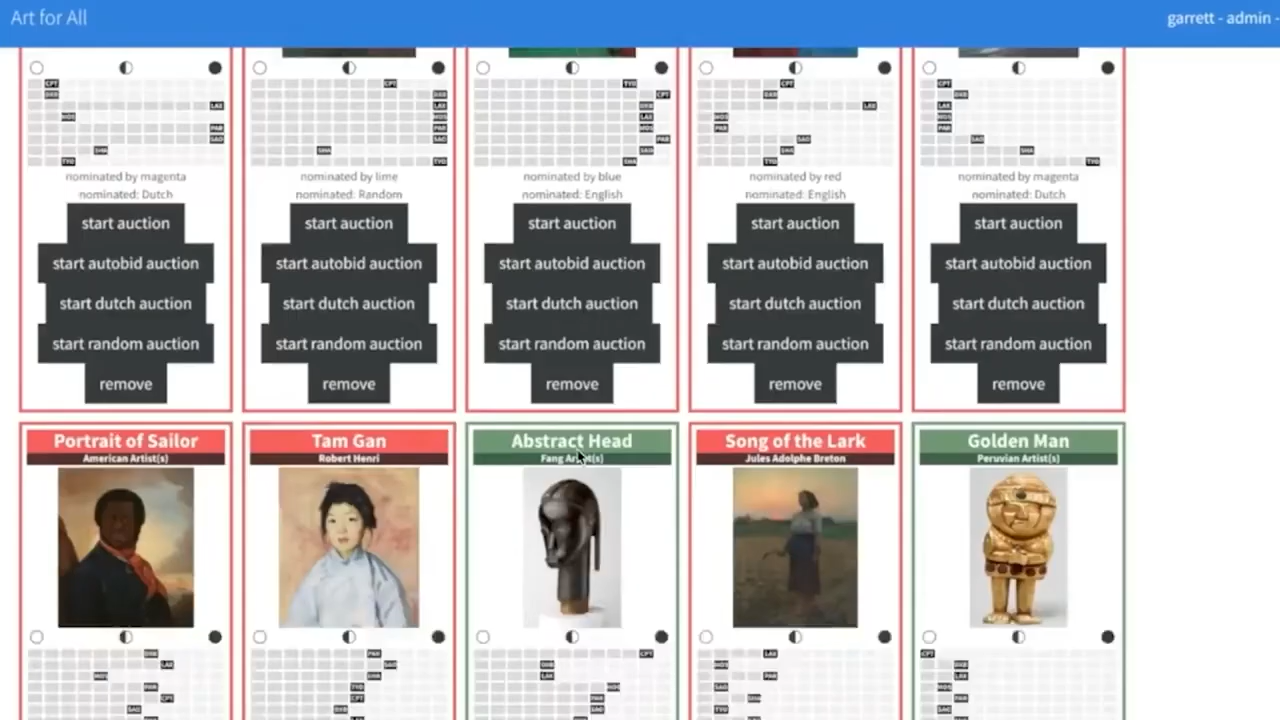 Art for All
garrett - admin -
nominated by magenta
nominated: Dutch
start auction
start autobid auction
start dutch auction
start random auction
remove
nominated by lime
nominated: Random
start auction
start autobid auction
start dutch auction
start random auction
remove
nominated by blue
nominated: English
start auction
start autobid auction
start dutch auction
start random auction
remove
nominated by red
nominated: English
start auction
start autobid auction
start dutch auction
start random auction
remove
nominated by magenta
nominated: Dutch
start auction
start autobid auction
start dutch auction
start random auction
remove
Portrait of Sailor
American Artist(s)
Tam Gan
Robert Henri
Abstract Head
Fang Artist(s)
Song of the Lark
Jules Adolphe Breton
Golden Man
Peruvian Artist(s)